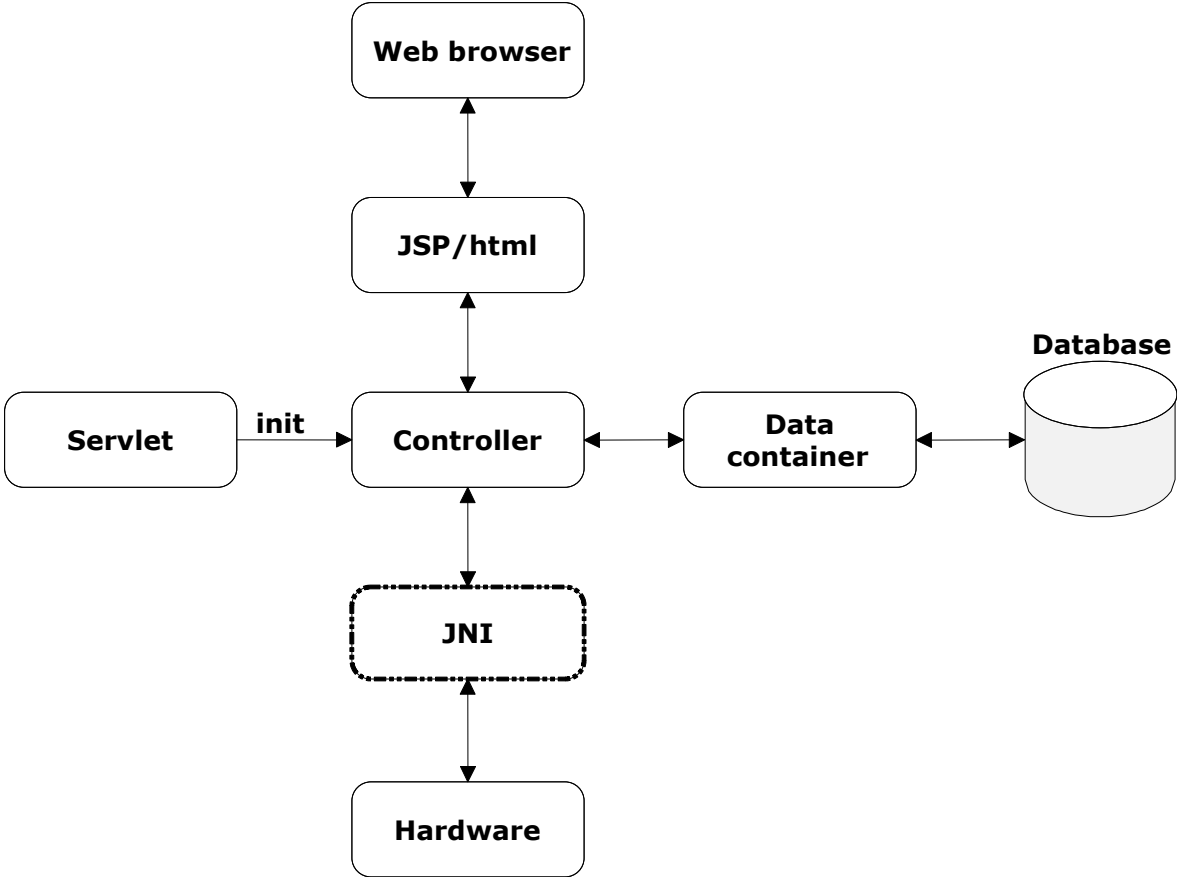 Web browser
JSP/html
Database
Servlet
init
Controller
Data
container
JNI
Hardware